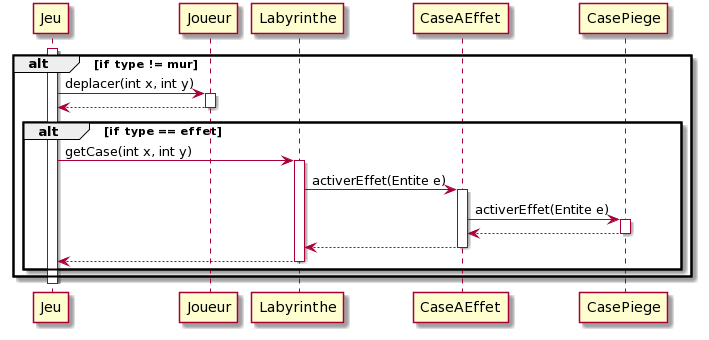 Jeu Joueur Labyrinthe CaseAEffet CasePiege
alt [if type != mur]
deplacer(int x, int y)
alt [if type == effet]
getCase(int x, int y)
activerEffet(Entite e)
activerEffet(Entite e)
Jeu Joueur Labyrinthe CaseAEffet CasePiege